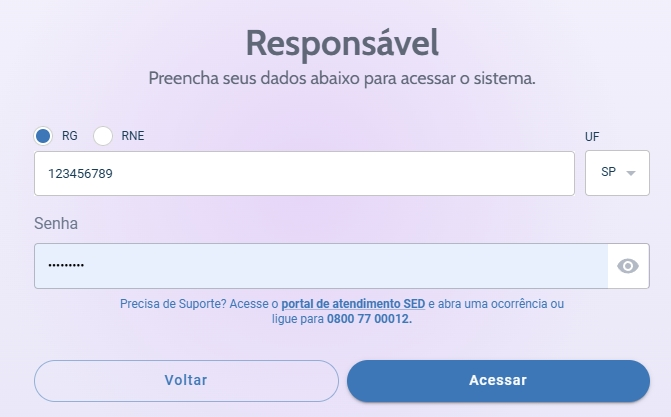 Responsável
Preencha seus dados abaixo para acessar o sistema.
RG RNE UF
123456789 SP
Senha
•••••••••
Precisa de Suporte? Acesse o portal de atendimento SED e abra uma ocorrência ou
ligue para 0800 77 00012.
Voltar Acessar